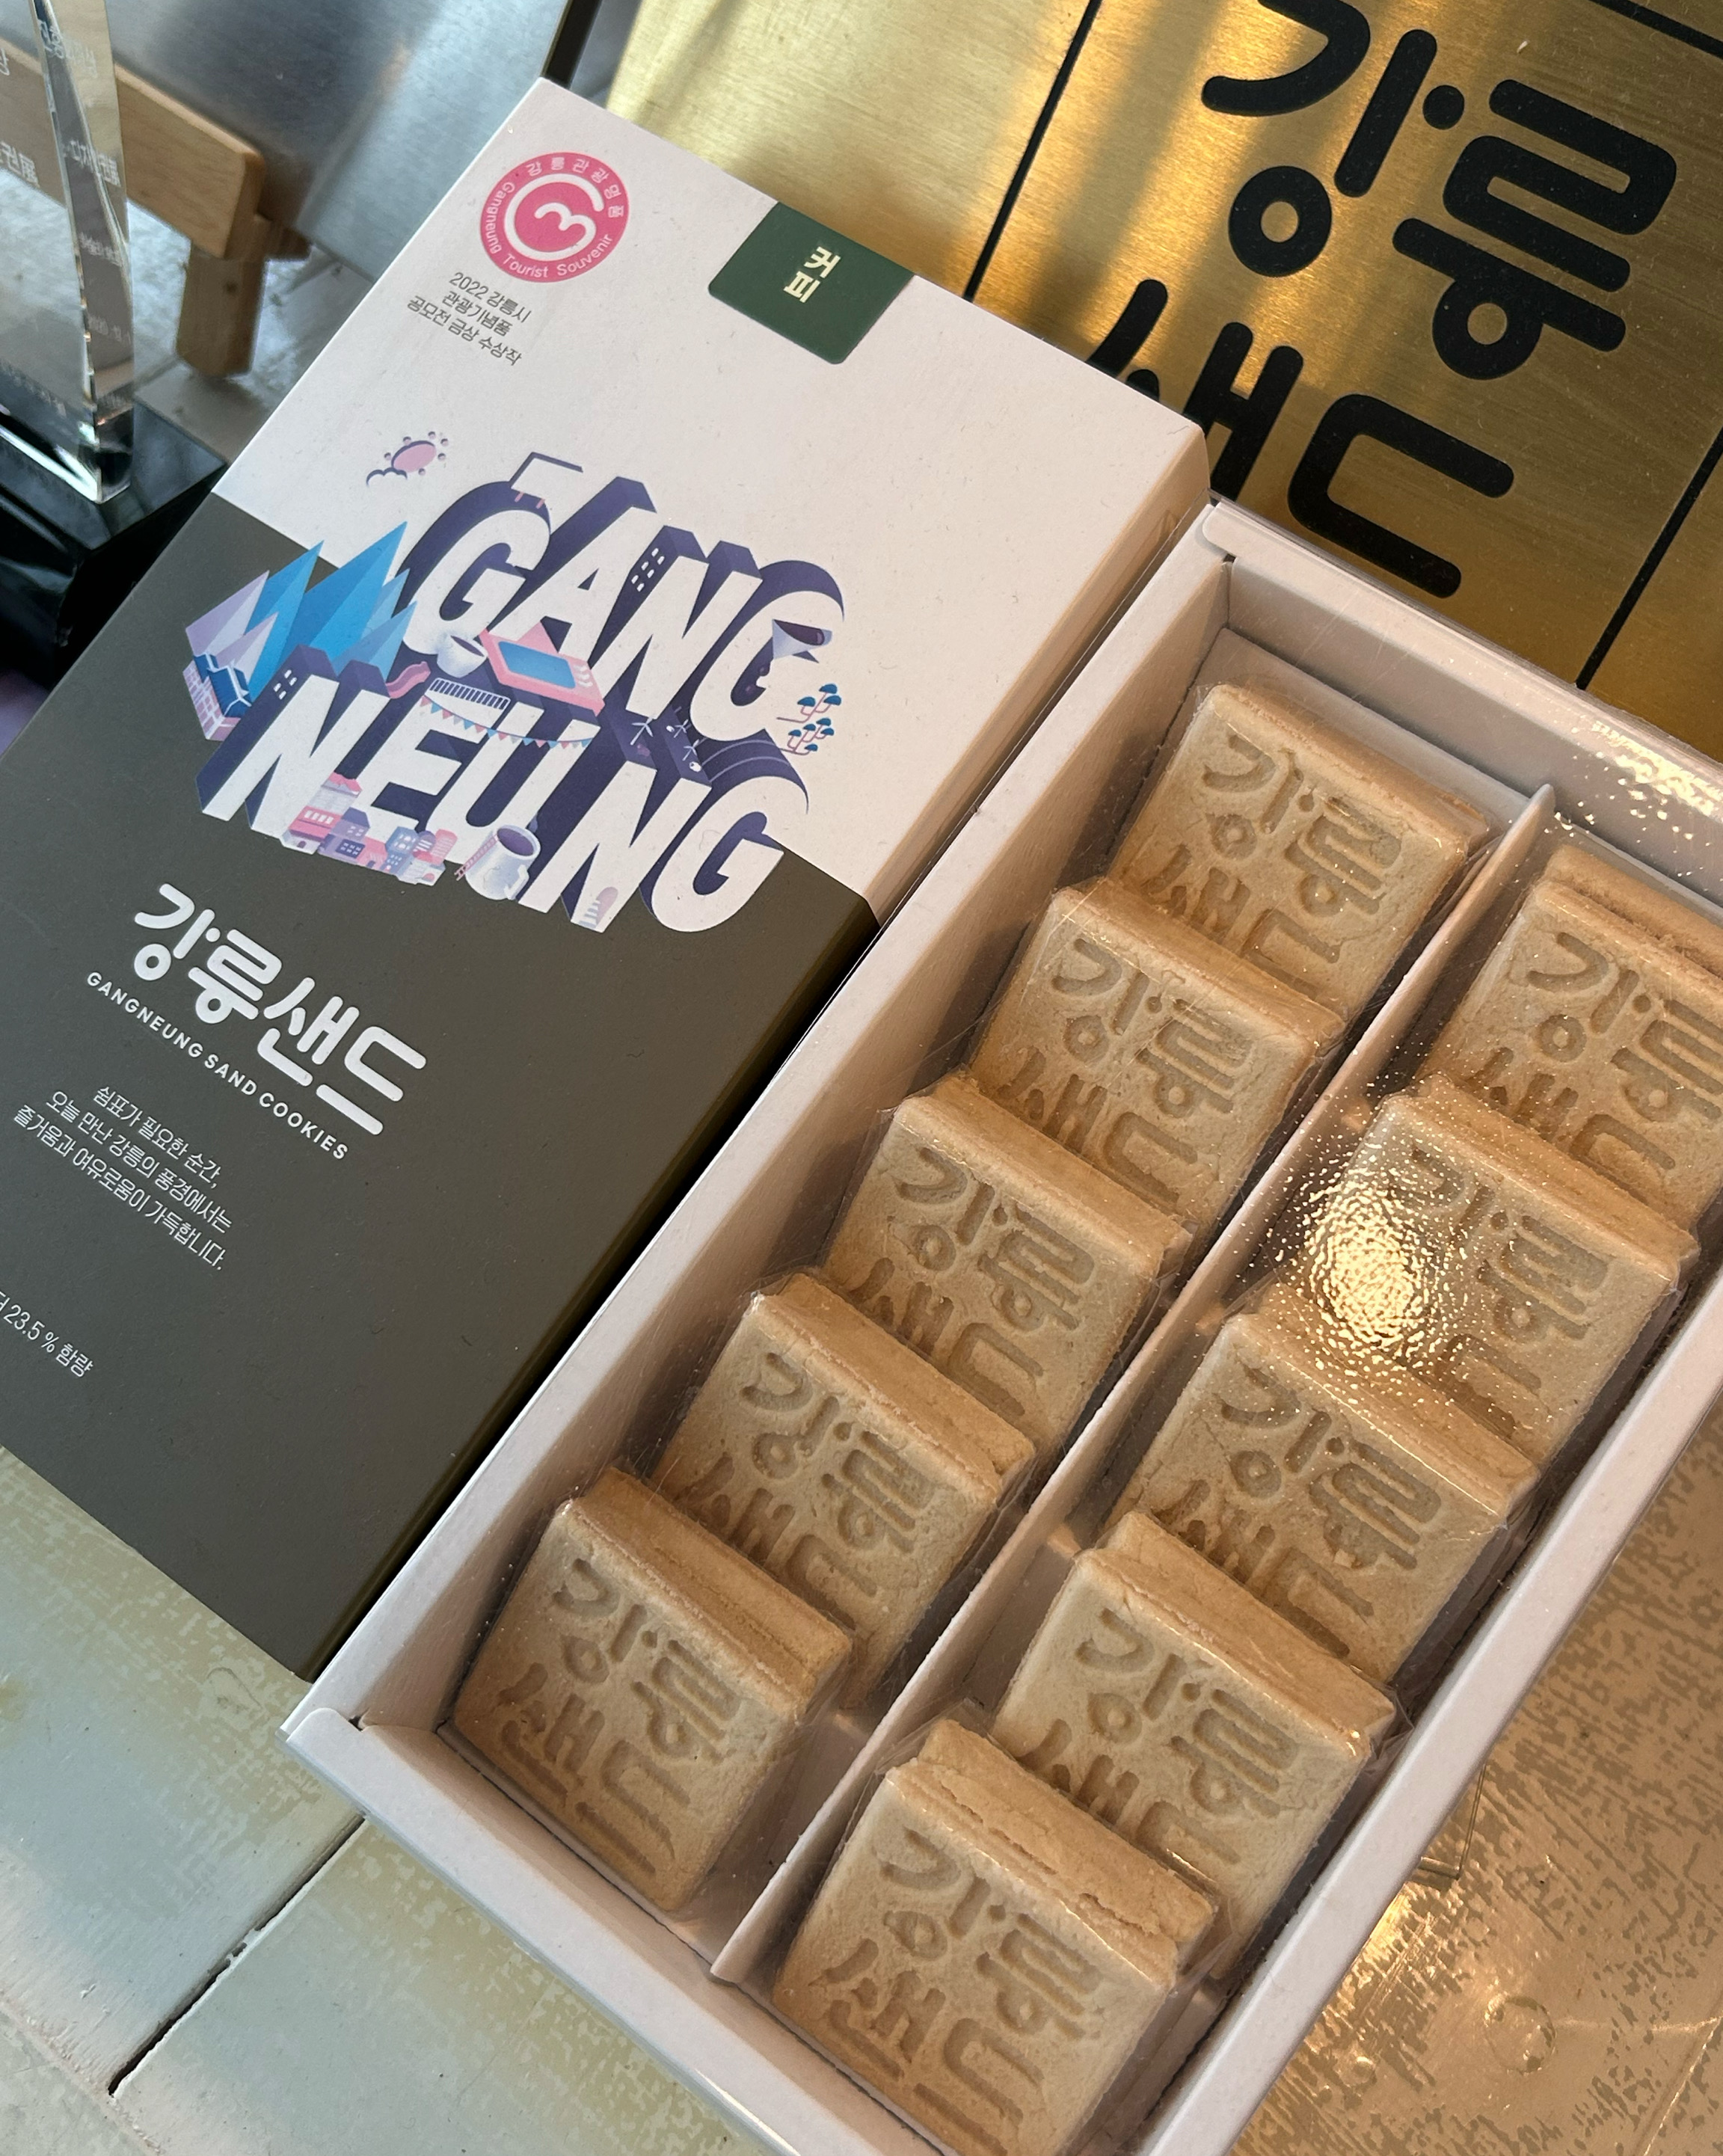 강릉관광명품
Gangneung Tourist Souvenir
2022 강릉시
관광기념품
공모전 금상 수상작
커피
GANG
NEUNG
강릉샌드
GANGNEUNG SAND COOKIES
쉼표가 필요한 순간,
오늘 만난 강릉의 풍경에서는
즐거움과 여유로움이 가득합니다.
23.5 % 함량
강릉
샌드
강릉
샌드
강릉
샌드
강릉
샌드
강릉
샌드
강릉
샌드
강릉
샌드
강릉
샌드
강릉
샌드
강릉
샌드
강릉
샌드